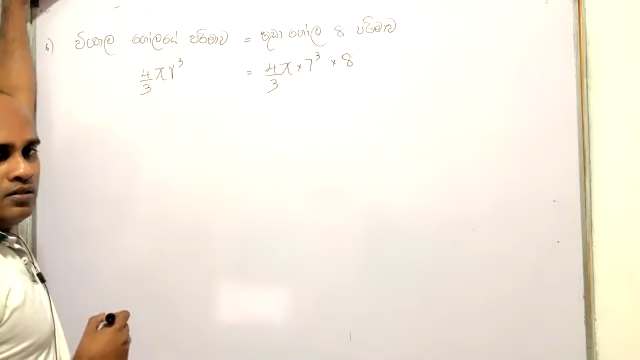 6) විශාල ගෝලයේ පරිමාව = කුඩා ගෝල 8 පරිමාව
4/3 πr³ = 4/3 π × 7³ × 8